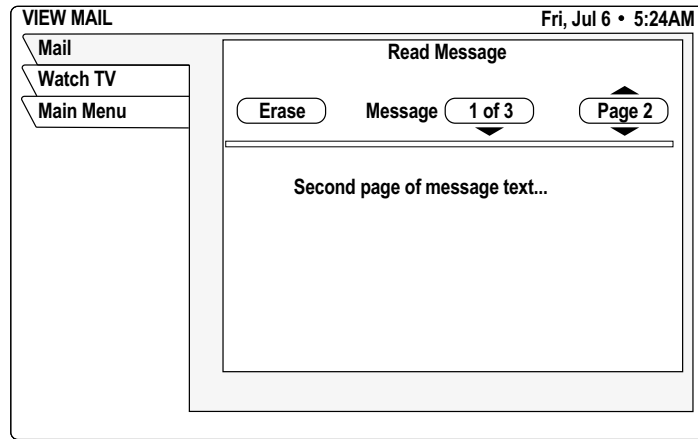 VIEW MAIL Fri, Jul 6 • 5:24AM
Mail
Read Message
Watch TV
Main Menu
Erase Message 1 of 3 Page 2
Second page of message text...